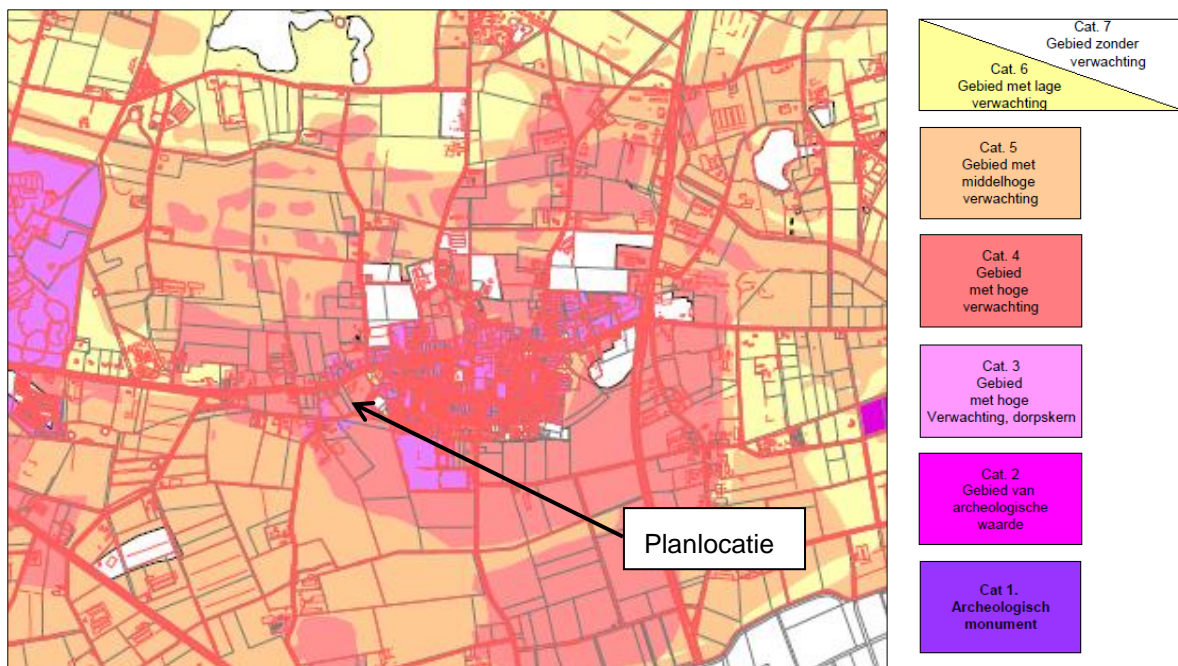 Cat. 7
Gebied zonder
verwachting
Cat. 6
Gebied met lage
verwachting
Cat. 5
Gebied met
middelhoge
verwachting
Cat. 4
Gebied
met hoge
verwachting
Cat. 3
Gebied
met hoge
Verwachting, dorpskern
Cat. 2
Gebied van
archeologische
waarde
Cat 1.
Archeologisch
monument
Planlocatie